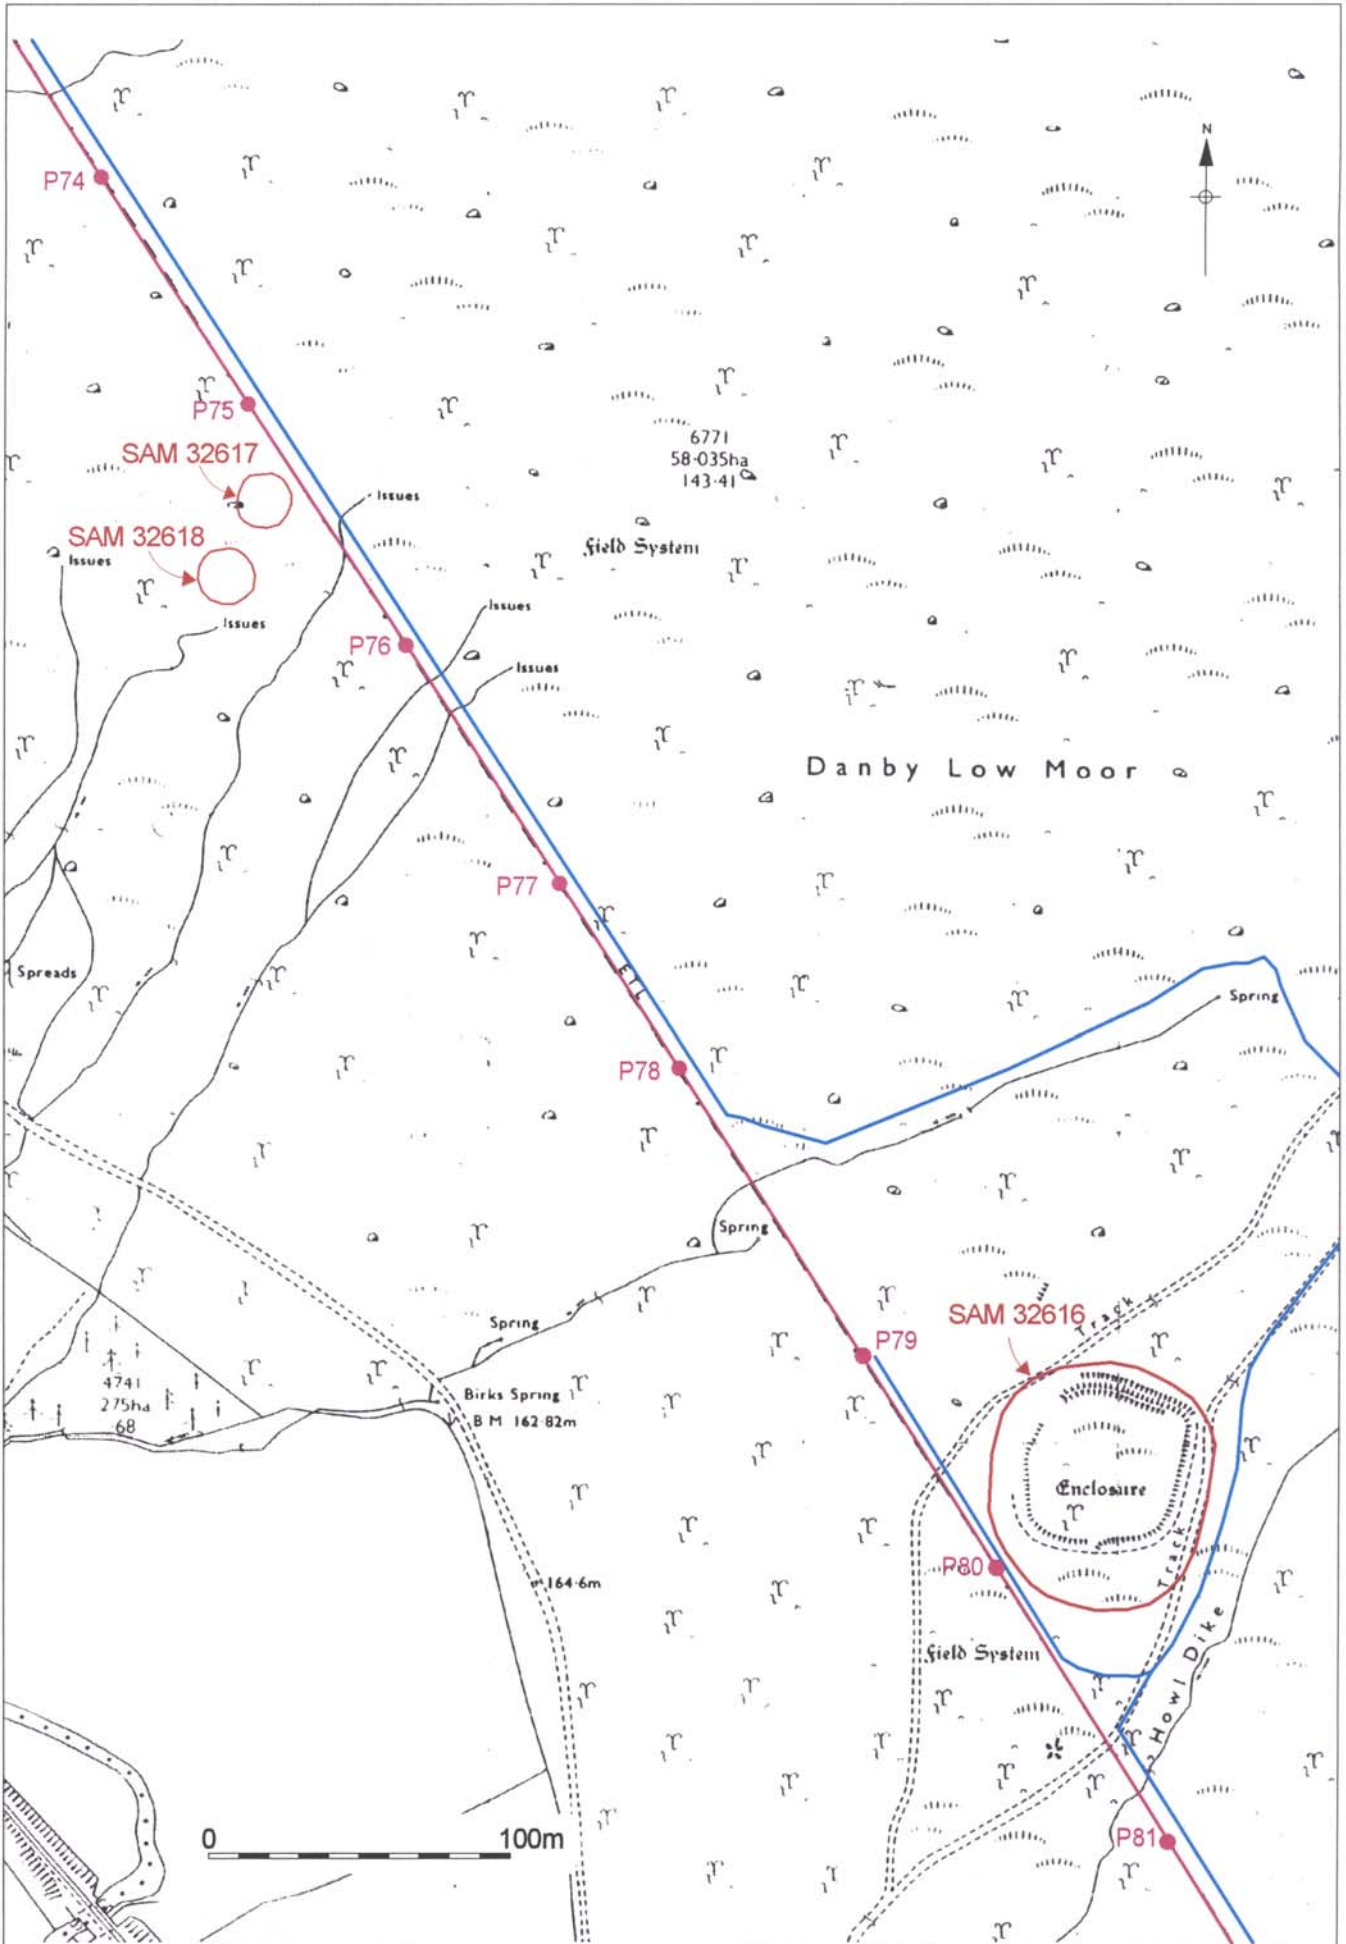 N
P74
P75
SAM 32617
6771
58·035ha
143·41
Issues
SAM 32618
Field System
Issues
Issues
Issues
P76
Issues
Danby Low Moor
P77
Spreads
ETL
Spring
P78
Spring
SAM 32616
Track
Spring
P79
4741
275ha
·68
Birks Spring
B M 162·82m
Enclosure
Track
P80
164·6m
Field System
Howl Dike
P81
0 100m